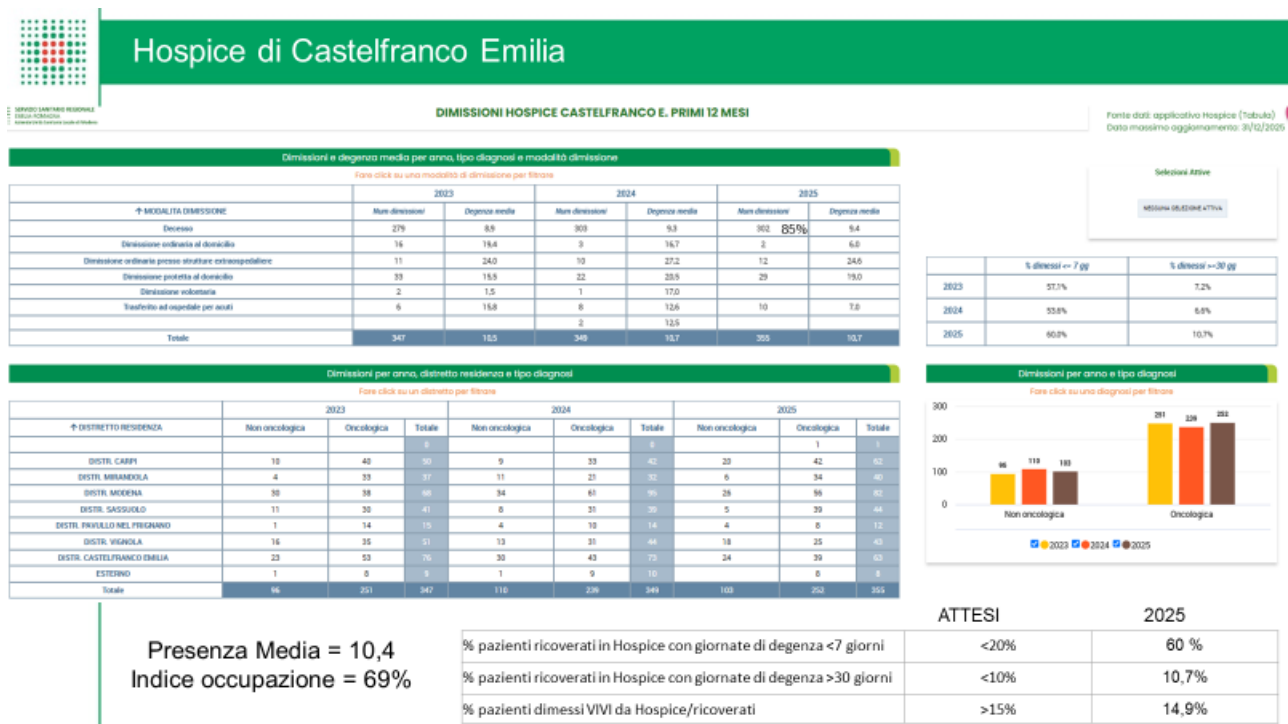 Hospice di Castelfranco Emilia
SERVIZIO SANITARIO REGIONALE
EMILIA-ROMAGNA
DIMISSIONI HOSPICE CASTELFRANCO E. PRIMI 12 MESI
Fonte dati: applicativo Hospice (Tabula)
Data massimo aggiornamento: 31/12/2025
Dimissioni e degenza media per anno, tipo diagnosi e modalità dimissione
Fare click su una modalità di dimissione per filtrare
2023 2024 2025
↑ MODALITA DIMISSIONE Num dimissioni Degenza media Num dimissioni Degenza media Num dimissioni Degenza media
Decesso 279 8,9 303 9,3 302 85% 9,4
Dimissione ordinaria al domicilio 16 19,4 3 16,7 2 6,0
Dimissione ordinaria presso strutture extraospedaliere 11 24,0 10 27,2 12 24,6
Dimissione protetta al domicilio 33 15,5 22 20,5 29 19,0
Dimissione volontaria 2 1,5 1 17,0
Trasferito ad ospedale per acuti 6 15,8 8 12,6 10 7,0
2 12,5
Totale 347 10,5 349 10,7 355 10,7
Selezioni Attive
NESSUNA SELEZIONE ATTIVA
% dimessi <= 7 gg % dimessi >=30 gg
2023 57,1% 7,2%
2024 53,6% 6,6%
2025 60,0% 10,7%
Dimissioni per anno, distretto residenza e tipo diagnosi
Fare click su un distretto per filtrare
2023 2024 2025
↑ DISTRETTO RESIDENZA Non oncologica Oncologica Totale Non oncologica Oncologica Totale Non oncologica Oncologica Totale
0 0 1 1
DISTR. CARPI 10 40 50 9 33 42 20 42 62
DISTR. MIRANDOLA 4 33 37 11 21 32 6 34 40
DISTR. MODENA 30 38 68 34 61 95 26 56 82
DISTR. SASSUOLO 11 30 41 8 31 39 5 39 44
DISTR. PAVULLO NEL FRIGNANO 1 14 15 4 10 14 4 8 12
DISTR. VIGNOLA 16 35 51 13 31 44 18 25 43
DISTR. CASTELFRANCO EMILIA 23 53 76 30 43 73 24 39 63
ESTERNO 1 8 9 1 9 10 8 8
Totale 96 251 347 110 239 349 103 252 355
Dimissioni per anno e tipo diagnosi
Fare click su una diagnosi per filtrare
300
200
100
0
96 110 103 251 239 252
Non oncologica Oncologica
2023 2024 2025
Presenza Media = 10,4
Indice occupazione = 69%
ATTESI 2025
% pazienti ricoverati in Hospice con giornate di degenza <7 giorni <20% 60 %
% pazienti ricoverati in Hospice con giornate di degenza >30 giorni <10% 10,7%
% pazienti dimessi VIVI da Hospice/ricoverati >15% 14,9%